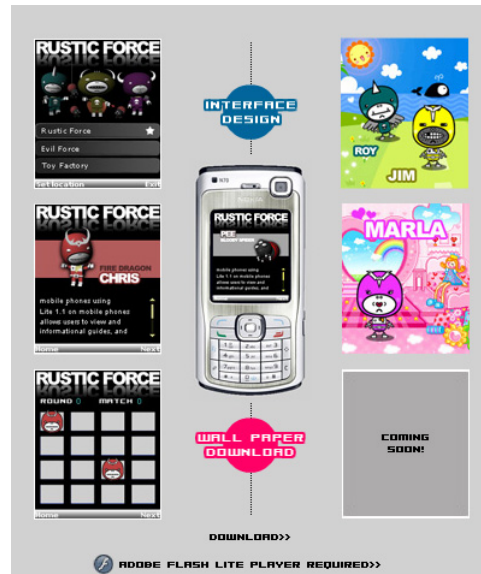 RUSTIC FORCE
Rustic Force
Evil Force
Toy Factory
Set location
Exit
INTERFACE
DESIGN
ROY
JIM
RUSTIC FORCE
FIRE DRAGON
CHRIS
mobile phones using
Lite 1.1 on mobile phones
allows users to view and
informational guides, and
Home
Next
N70
NOKIA
RUSTIC FORCE
PEE
mobile phones using
Lite 1.1 on mobile phones
allows users to view and
informational guides, and
MARLA
RUSTIC FORCE
ROUND 0
MATCH 0
Home
Next
WALL PAPER
DOWNLOAD
COMING
SOON!
DOWNLOAD>>
ADOBE FLASH LITE PLAYER REQUIRED>>